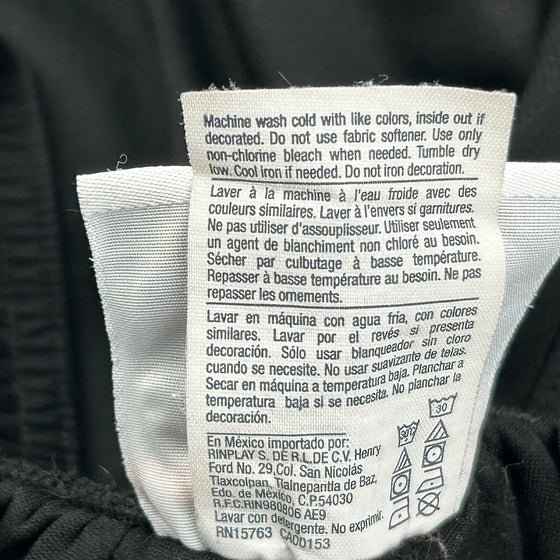 Machine wash cold with like colors, inside out if
decorated. Do not use fabric softener. Use only
non-chlorine bleach when needed. Tumble dry
low. Cool iron if needed. Do not iron decoration.
Laver à la machine à l'eau froide avec des
couleurs similaires. Laver à l'envers si garnitures.
Ne pas utiliser d'assouplisseur. Utiliser seulement
un agent de blanchiment non chloré au besoin.
Sécher par culbutage à basse température.
Repasser à basse température au besoin. Ne pas
repasser les ornements.
Lavar en máquina con agua fría, con colores
similares. Lavar por el revés si presenta
decoración. Sólo usar blanqueador sin cloro
cuando se necesite. No usar suavizante de telas.
Secar en máquina a temperatura baja. Planchar a
temperatura baja si se necesita. No planchar la
decoración.
En México importado por:
RINPLAY S. DE R.L.DE C.V. Henry
Ford No. 29,Col. San Nicolás
Tlaxcolpan, Tlalnepantla de Baz,
Edo. de México, C.P.54030
R.F.C.RIN980806 AE9
Lavar con detergente. No exprimir.
RN15763 CA00153
30°C
30